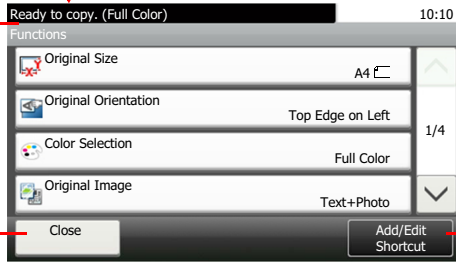 Ready to copy. (Full Color) 10:10
Functions
Original Size
A4
Original Orientation
Top Edge on Left
1/4
Color Selection
Full Color
Original Image
Text+Photo
Close
Add/Edit
Shortcut